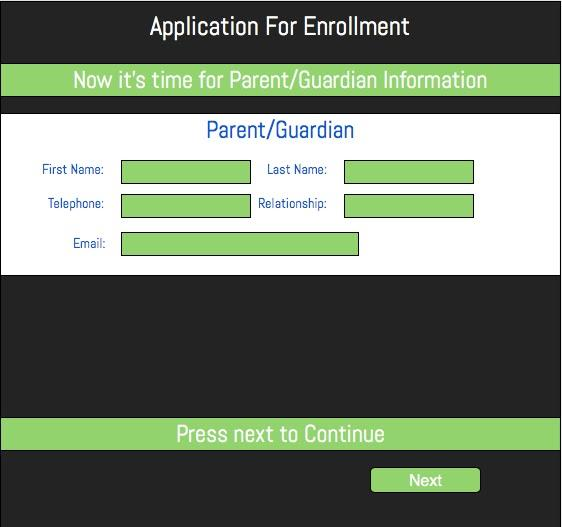 Application For Enrollment
Now it's time for Parent/Guardian Information
Parent/Guardian
First Name: Last Name:
Telephone: Relationship:
Email:
Press next to Continue
Next